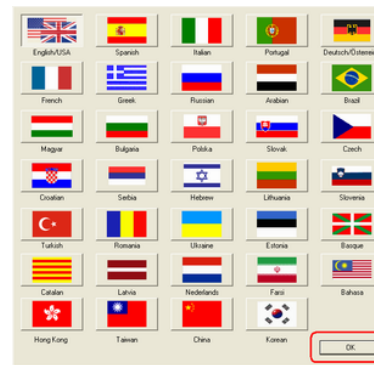 English/USA Spanish Italian Portugal Deutsch/Österrei
French Greek Russian Arabian Brazil
Magyar Bulgaria Polska Slovak Czech
Croatian Serbia Hebrew Lithuania Slovenia
Turkish Romania Ukraine Estonia Basque
Catalan Latvia Nederlands Farsi Bahasa
Hong Kong Taiwan China Korean
OK